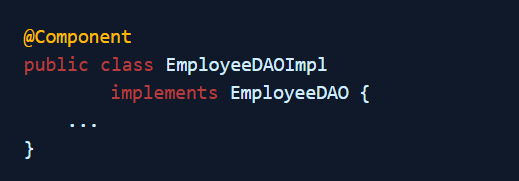 @Component
public class EmployeeDAOImpl
        implements EmployeeDAO {
    ...
}